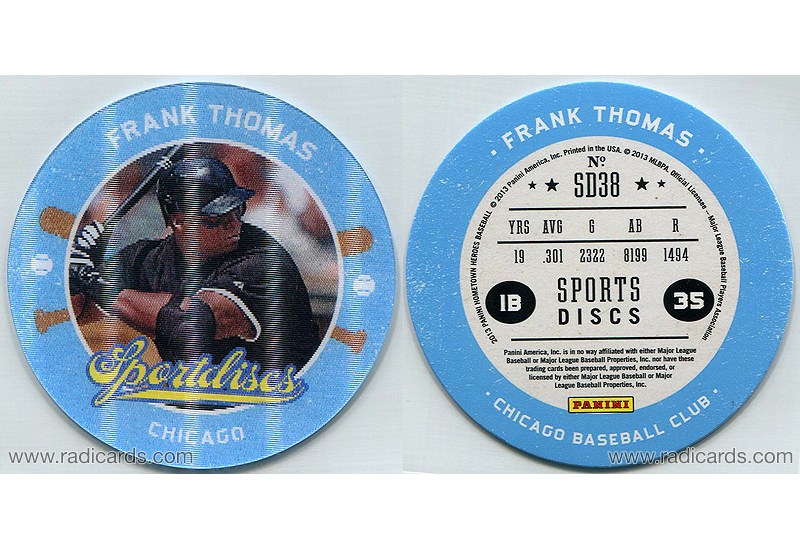 FRANK THOMAS
Sportdiscs
CHICAGO
www.radicards.com
· FRANK THOMAS ·
2013 PANINI HOMETOWN HEROES BASEBALL © 2013 Panini America, Inc. Printed in the USA. © 2013 MLBPA. Official Licensee – Major League Baseball Players Association
Nº
★ ★ SD38 ★ ★
YRS AVG G AB R
19 .301 2322 8199 1494
1B SPORTS 35
DISCS
Panini America, Inc. is in no way affiliated with either Major League
Baseball or Major League Baseball Properties, Inc. nor have these
trading cards been prepared, approved, endorsed, or
licensed by either Major League Baseball or Major
League Baseball Properties, Inc.
PANINI
· CHICAGO BASEBALL CLUB ·
www.radicards.com